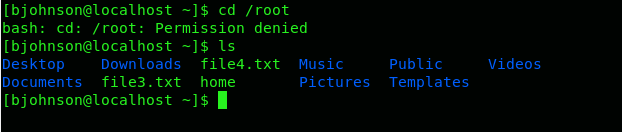 [bjohnson@localhost ~]$ cd /root
bash: cd: /root: Permission denied
[bjohnson@localhost ~]$ ls
Desktop    Downloads  file4.txt  Music     Public     Videos
Documents  file3.txt  home       Pictures  Templates
[bjohnson@localhost ~]$